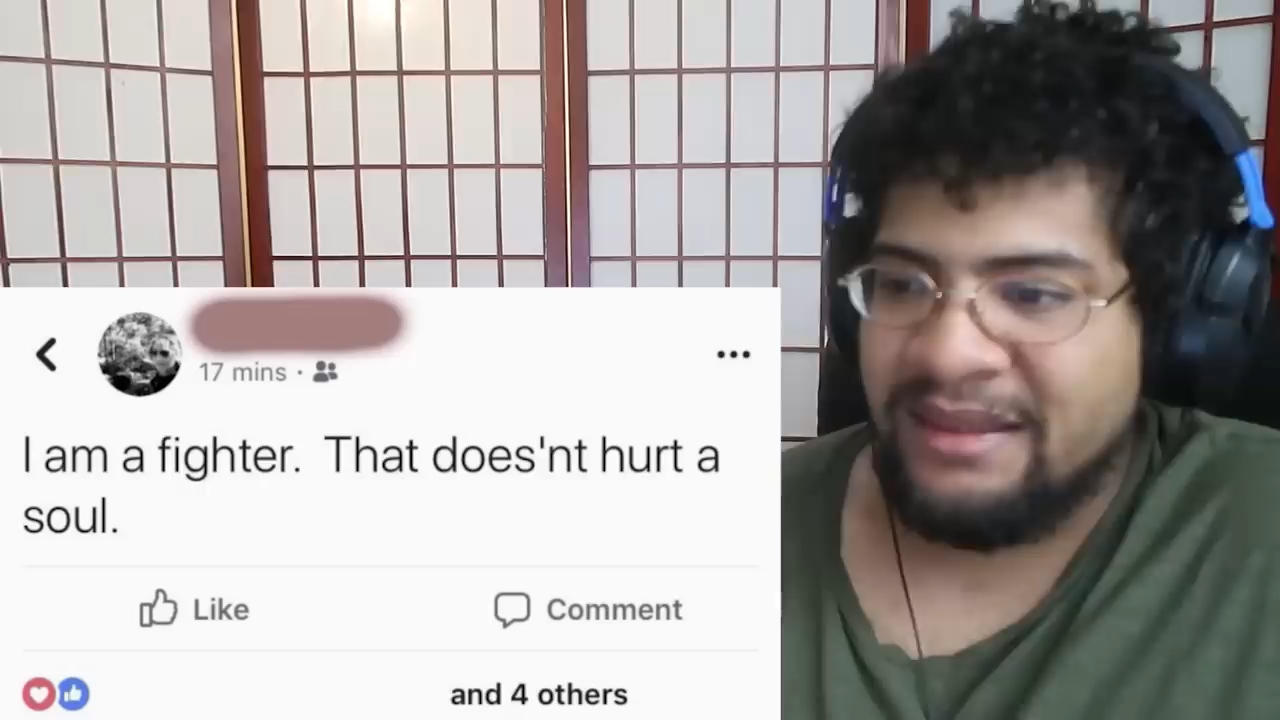 17 mins ·
I am a fighter.  That does'nt hurt a
soul.
Like Comment
and 4 others